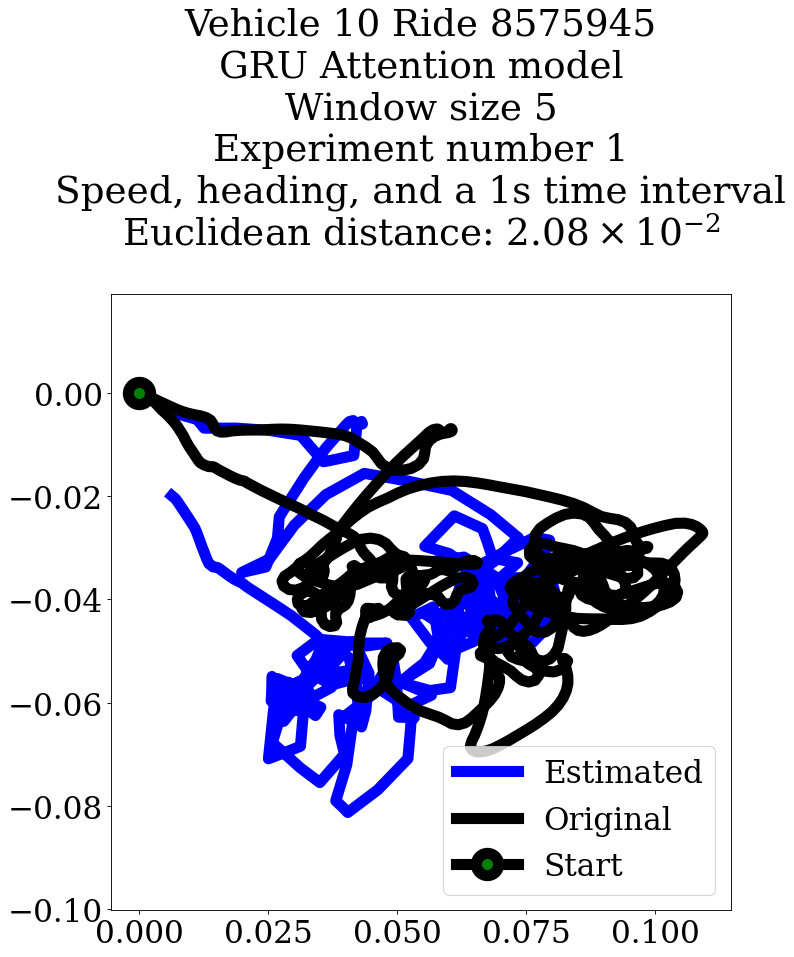 Vehicle 10 Ride 8575945
GRU Attention model
Window size 5
Experiment number 1
Speed, heading, and a 1s time interval
Euclidean distance: 2.08 × 10⁻²
0.00
−0.02
−0.04
−0.06
−0.08
−0.10
0.000 0.025 0.050 0.075 0.100
Estimated
Original
Start